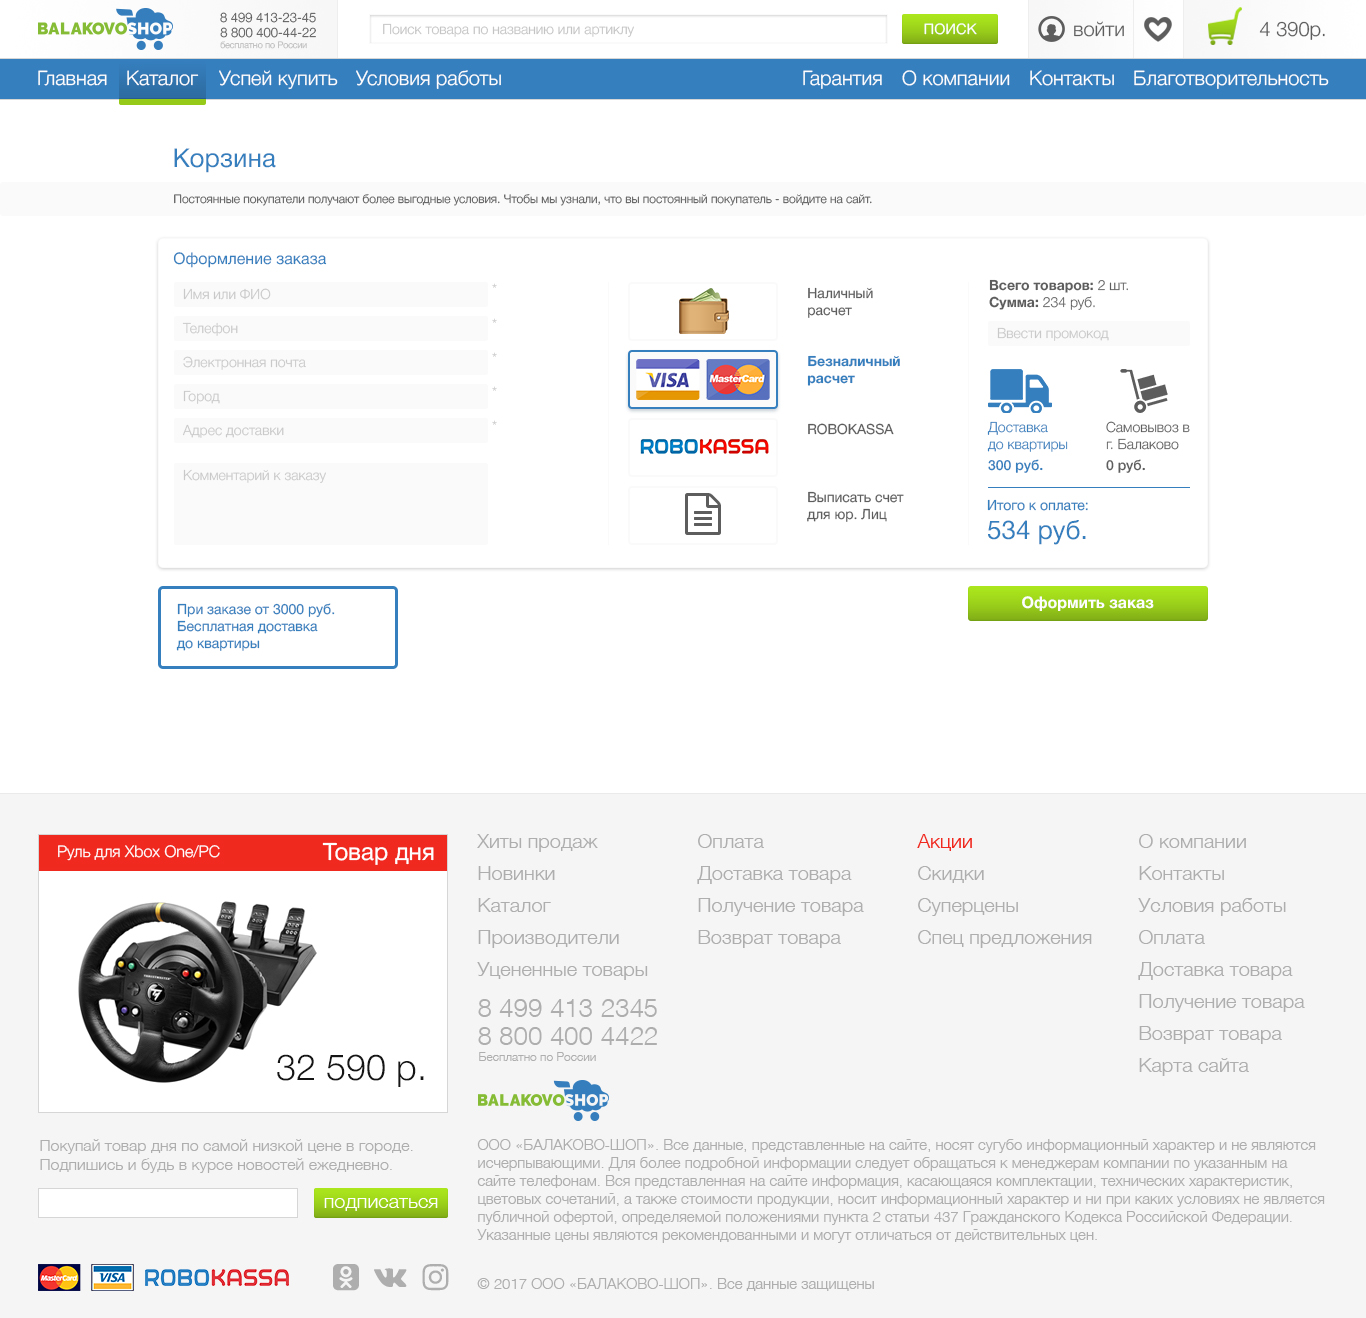 BALAKOVOSHOP
8 499 413-23-45
8 800 400-44-22
бесплатно по России
Поиск товара по названию или артиклу
ПОИСК
войти
4 390р.
Главная
Каталог
Успей купить
Условия работы
Гарантия
О компании
Контакты
Благотворительность
Корзина
Постоянные покупатели получают более выгодные условия. Чтобы мы узнали, что вы постоянный покупатель - войдите на сайт.
Оформление заказа
Имя или ФИО
*
Телефон
*
Электронная почта
*
Город
*
Адрес доставки
*
Комментарий к заказу
Наличный
расчет
VISA
MasterCard
Безналичный
расчет
ROBOKASSA
ROBOKASSA
Выписать счет
для юр. Лиц
Всего товаров: 2 шт.
Сумма: 234 руб.
Ввести промокод
Доставка
до квартиры
300 руб.
Самовывоз в
г. Балаково
0 руб.
Итого к оплате:
534 руб.
При заказе от 3000 руб.
Бесплатная доставка
до квартиры
Оформить заказ
Руль для Xbox One/PC
Товар дня
32 590 р.
Покупай товар дня по самой низкой цене в городе.
Подпишись и будь в курсе новостей ежедневно.
подписаться
MasterCard
VISA
ROBOKASSA
Хиты продаж
Новинки
Каталог
Производители
Уцененные товары
8 499 413 2345
8 800 400 4422
Бесплатно по России
Оплата
Доставка товара
Получение товара
Возврат товара
Акции
Скидки
Суперцены
Спец предложения
О компании
Контакты
Условия работы
Оплата
Доставка товара
Получение товара
Возврат товара
Карта сайта
BALAKOVOSHOP
ООО «БАЛАКОВО-ШОП». Все данные, представленные на сайте, носят сугубо информационный характер и не являются
исчерпывающими. Для более подробной информации следует обращаться к менеджерам компании по указанным на
сайте телефонам. Вся представленная на сайте информация, касающаяся комплектации, технических характеристик,
цветовых сочетаний, а также стоимости продукции, носит информационный характер и ни при каких условиях не является
публичной офертой, определяемой положениями пункта 2 статьи 437 Гражданского Кодекса Российской Федерации.
Указанные цены являются рекомендованными и могут отличаться от действительных цен.
© 2017 ООО «БАЛАКОВО-ШОП». Все данные защищены